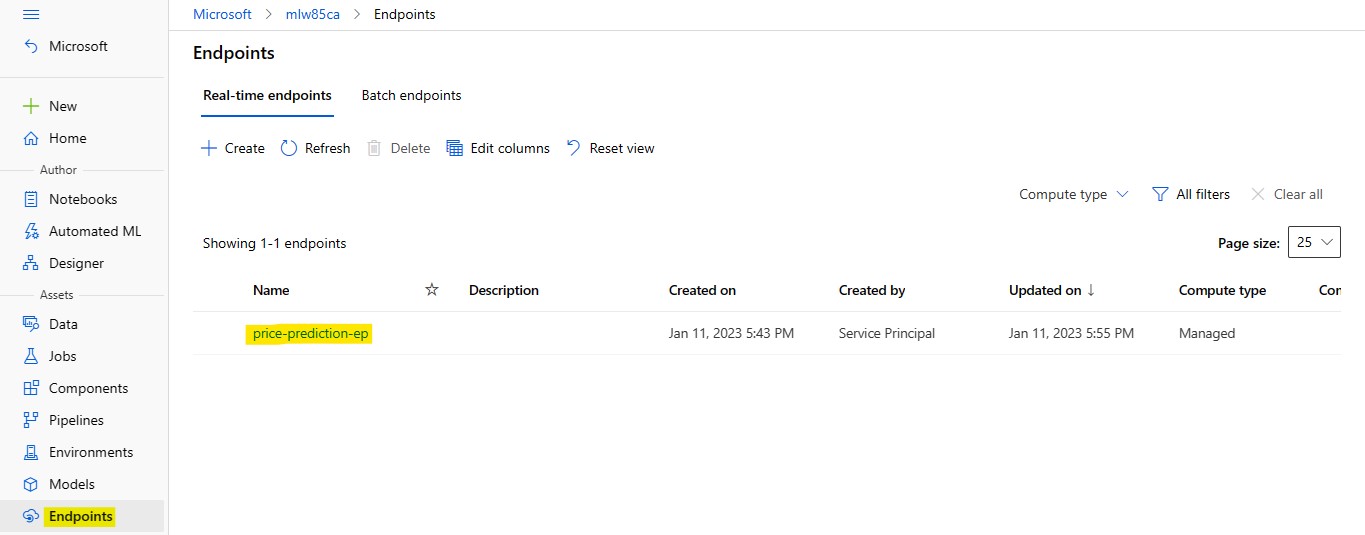 Microsoft > mlw85ca > Endpoints
Microsoft
New
Home
Author
Notebooks
Automated ML
Designer
Assets
Data
Jobs
Components
Pipelines
Environments
Models
Endpoints
Endpoints
Real-time endpoints Batch endpoints
Create Refresh Delete Edit columns Reset view
Compute type All filters Clear all
Showing 1-1 endpoints Page size: 25
Name Description Created on Created by Updated on ↓ Compute type Con
price-prediction-ep Jan 11, 2023 5:43 PM Service Principal Jan 11, 2023 5:55 PM Managed